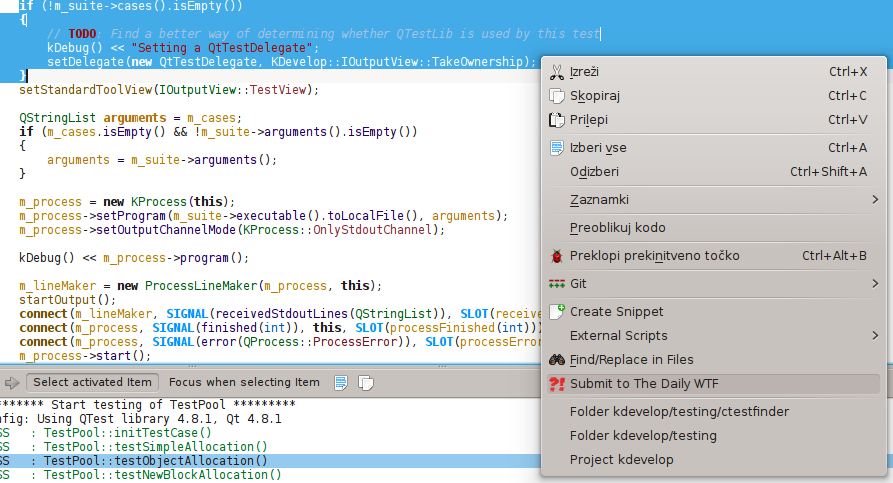 if (!m_suite->cases().isEmpty())
{
// TODO: Find a better way of determining whether QTestLib is used by this test
kDebug() << "Setting a QtTestDelegate";
setDelegate(new QtTestDelegate, KDevelop::IOutputView::TakeOwnership);
}
setStandardToolView(IOutputView::TestView);
QStringList arguments = m_cases;
if (m_cases.isEmpty() && !m_suite->arguments().isEmpty())
{
arguments = m_suite->arguments();
}
m_process = new KProcess(this);
m_process->setProgram(m_suite->executable().toLocalFile(), arguments);
m_process->setOutputChannelMode(KProcess::OnlyStdoutChannel);
kDebug() << m_process->program();
m_lineMaker = new ProcessLineMaker(m_process, this);
startOutput();
connect(m_lineMaker, SIGNAL(receivedStdoutLines(QStringList)), SLOT(receive
connect(m_process, SIGNAL(finished(int)), this, SLOT(processFinished(int)))
connect(m_process, SIGNAL(error(QProcess::ProcessError)), SLOT(processError
m_process->start();
Izreži Ctrl+X
Skopiraj Ctrl+C
Prilepi Ctrl+V
Izberi vse Ctrl+A
Odizberi Ctrl+Shift+A
Zaznamki
Preoblikuj kodo
Preklopi prekinitveno točko Ctrl+Alt+B
Git
Create Snippet
External Scripts
Find/Replace in Files
Submit to The Daily WTF
Folder kdevelop/testing/ctestfinder
Folder kdevelop/testing
Project kdevelop
Select activated Item Focus when selecting Item
******* Start testing of TestPool *********
nfig: Using QTest library 4.8.1, Qt 4.8.1
SS : TestPool::initTestCase()
SS : TestPool::testSimpleAllocation()
SS : TestPool::testObjectAllocation()
SS : TestPool::testNewBlockAllocation()